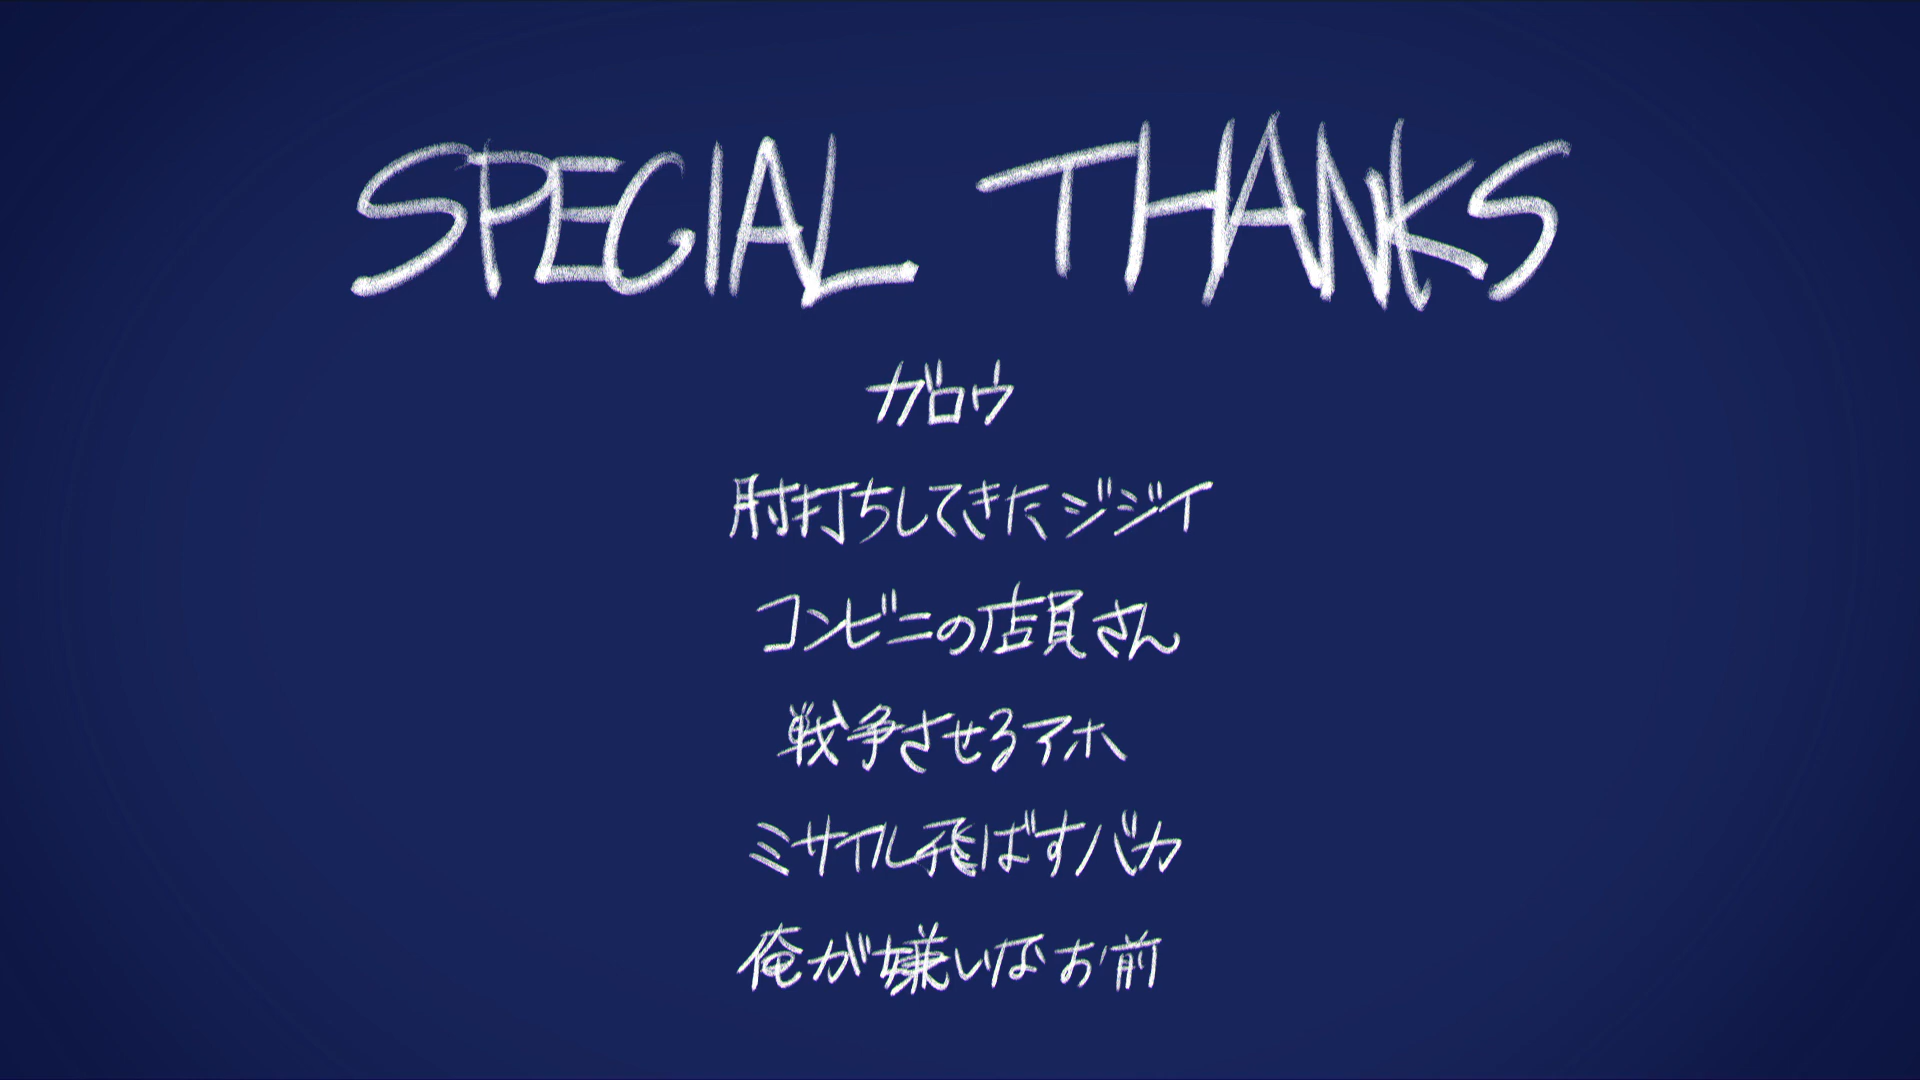 SPECIAL THANKS
ガロウ
肘打ちしてきたジジイ
コンビニの店員さん
戦争させるアホ
ミサイル飛ばすバカ
俺が嫌いなお前